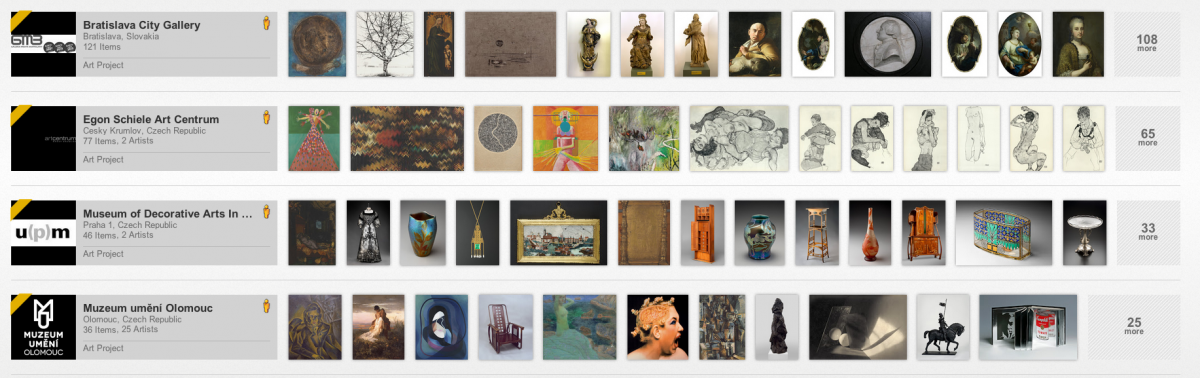 GMB
Bratislava City Gallery
Bratislava, Slovakia
121 Items
Art Project
108
more
artcentrum
Egon Schiele Art Centrum
Cesky Krumlov, Czech Republic
77 Items, 2 Artists
Art Project
65
more
u(p)m
Museum of Decorative Arts In ...
Praha 1, Czech Republic
46 Items, 2 Artists
Art Project
33
more
MUZEUM
UMĚNÍ
OLOMOUC
Muzeum umění Olomouc
Olomouc, Czech Republic
36 Items, 25 Artists
Art Project
Campbell's
25
more